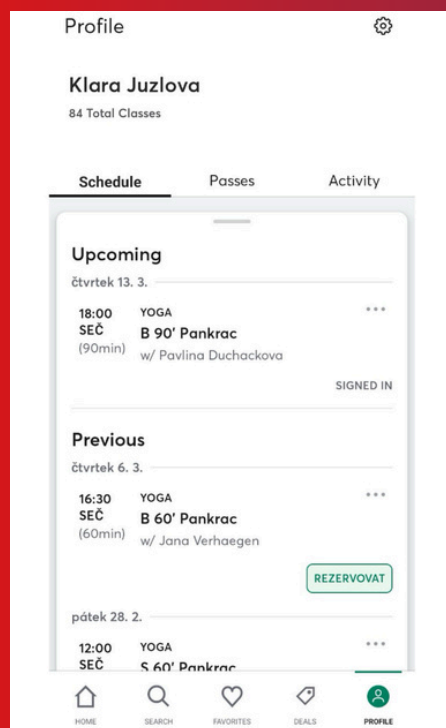 Profile
Klara Juzlova
84 Total Classes
Schedule Passes Activity
Upcoming
čtvrtek 13. 3.
18:00 YOGA
SEČ B 90' Pankrac
(90min) w/ Pavlina Duchackova
SIGNED IN
Previous
čtvrtek 6. 3.
16:30 YOGA
SEČ B 60' Pankrac
(60min) w/ Jana Verhaegen
REZERVOVAT
pátek 28. 2.
12:00 YOGA
SEČ S 60' Pankrac
HOME SEARCH FAVORITES DEALS PROFILE